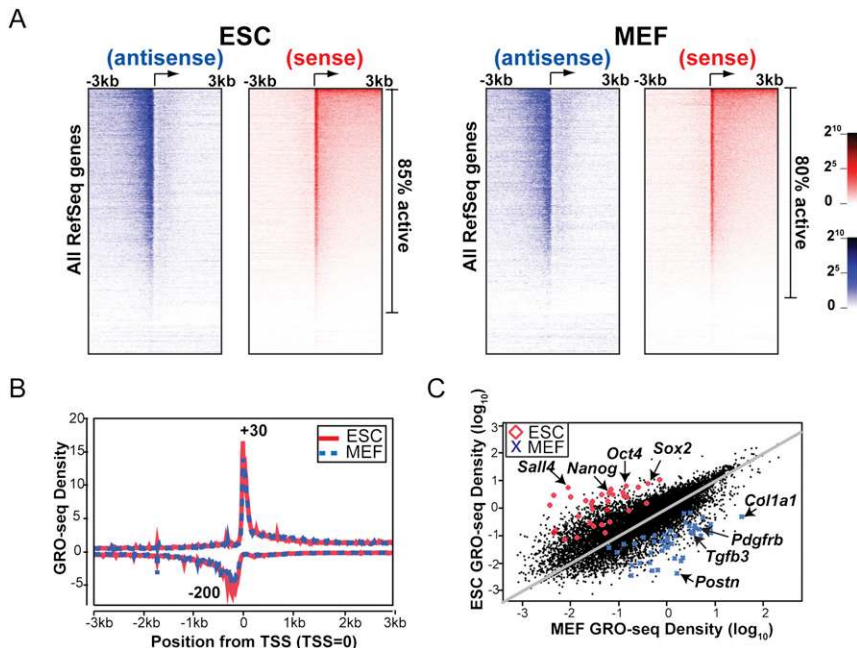 A
ESC
MEF
(antisense)
(sense)
(antisense)
(sense)
-3kb
3kb
-3kb
3kb
-3kb
3kb
-3kb
3kb
All RefSeq genes
85% active
All RefSeq genes
80% active
2^10
2^5
0
2^10
2^5
0
B
GRO-seq Density
20
15
10
5
0
-5
+30
-200
ESC
MEF
-3kb
-2kb
-1kb
0
1kb
2kb
3kb
Position from TSS (TSS=0)
C
ESC GRO-seq Density (log10)
3
2
1
0
-1
-2
-3
ESC
X MEF
Sall4
Nanog
Oct4
Sox2
Col1a1
Pdgfrb
Tgfb3
Postn
-3
-2
-1
0
1
2
MEF GRO-seq Density (log10)